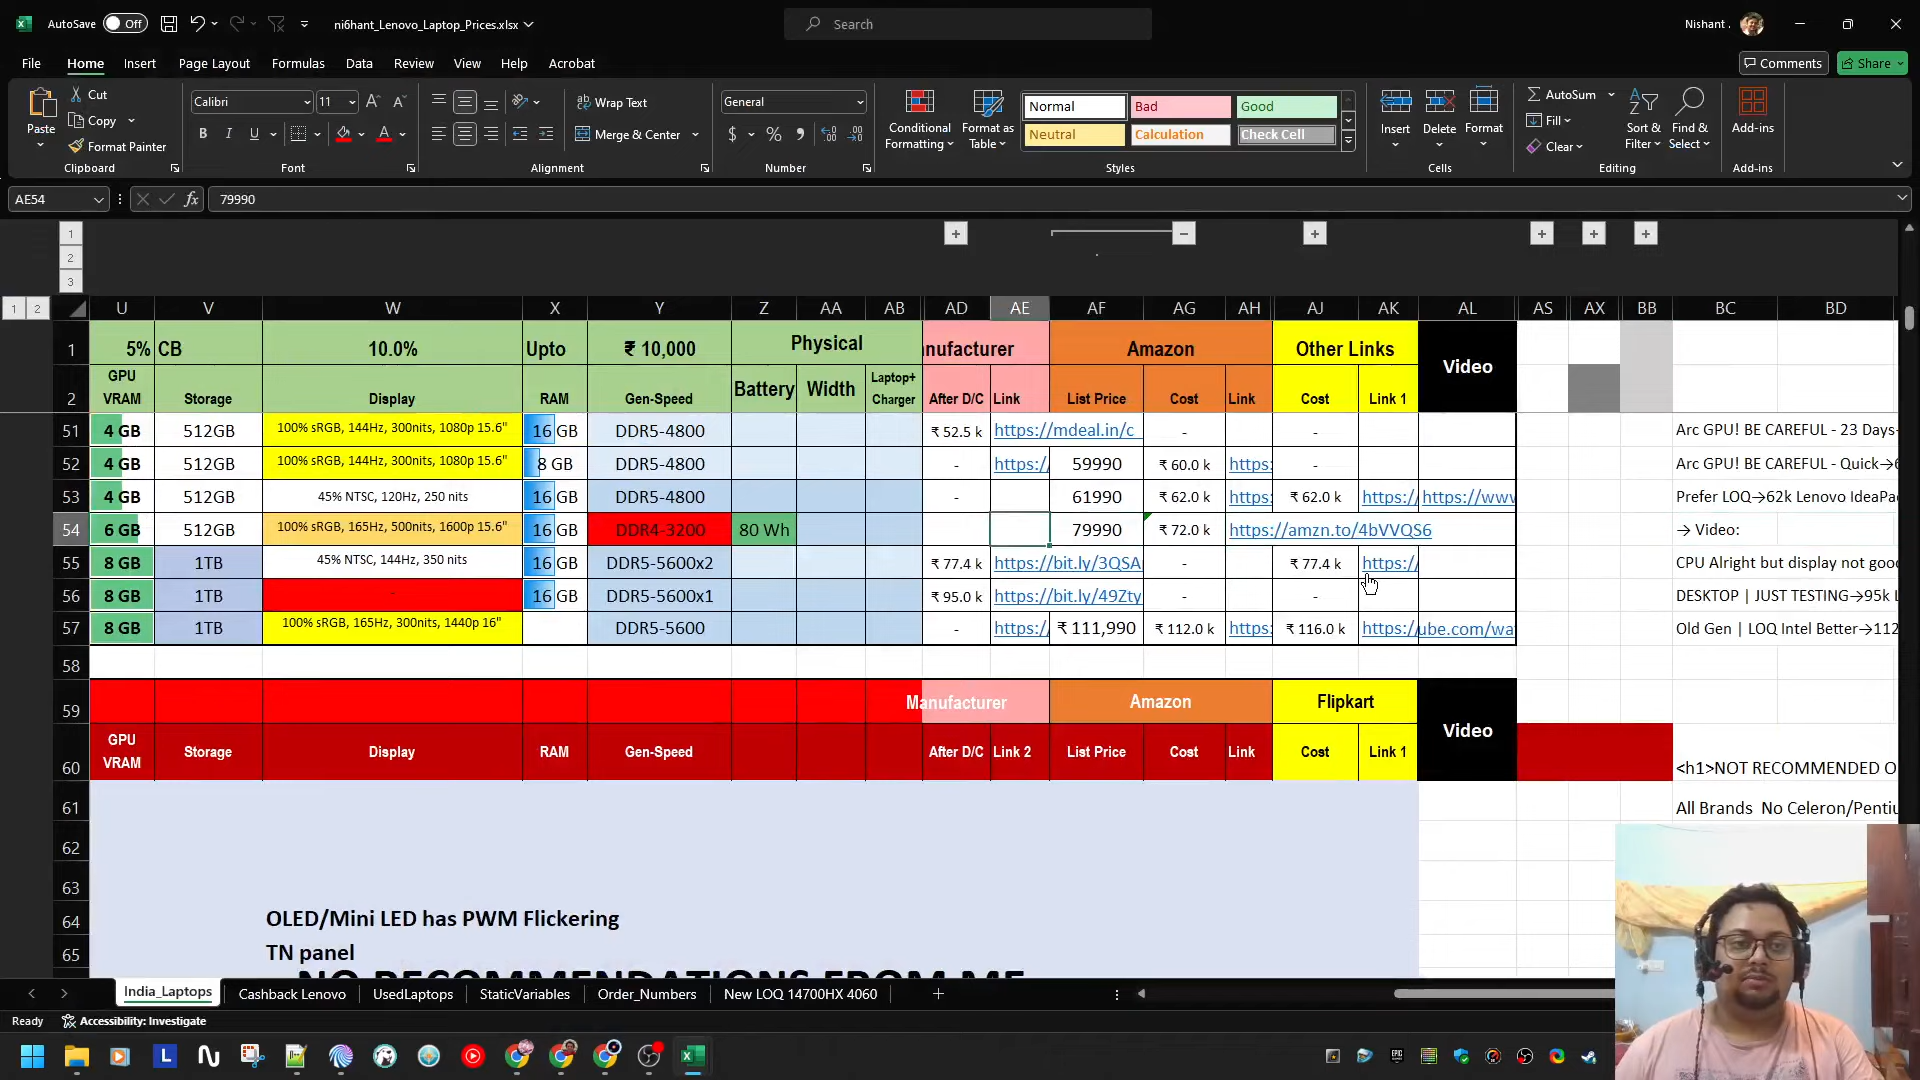 AutoSave Off ni6hant_Lenovo_Laptop_Prices.xlsx Search Nishant .
File Home Insert Draw Page Layout Formulas Data Review View Help Acrobat Comments Share
Cut
Copy
Format Painter
Paste
Calibri 11
B I U
Wrap Text
Merge & Center
General
$ %
Conditional Formatting
Format as Table
Normal Bad Good
Neutral Calculation Check Cell
Insert Delete Format
AutoSum
Fill
Clear
Sort & Filter
Find & Select
Add-ins
Clipboard Font Alignment Number Styles Cells Editing Add-ins
AE54 fx 79990
1
2
3
1 2 U V W X Y Z AA AB AD AE AF AG AH AJ AK AL AS AX BB BC BD
1 5% CB 10.0% Upto ₹ 10,000 Physical nufacturer Amazon Other Links Video
2 GPU VRAM Storage Display RAM Gen-Speed Battery Width Laptop+ Charger After D/C Link List Price Cost Link Cost Link 1
51 4 GB 512GB 100% sRGB, 144Hz, 300nits, 1080p 15.6" 16 GB DDR5-4800 ₹ 52.5 k https://mdeal.in/c - - Arc GPU! BE CAREFUL - 23 Days-
52 4 GB 512GB 100% sRGB, 144Hz, 300nits, 1080p 15.6" 8 GB DDR5-4800 - https:/ 59990 ₹ 60.0 k https: - Arc GPU! BE CAREFUL - Quick→6
53 4 GB 512GB 45% NTSC, 120Hz, 250 nits 16 GB DDR5-4800 - 61990 ₹ 62.0 k https: ₹ 62.0 k https:/ https://www Prefer LOQ→62k Lenovo IdeaPa
54 6 GB 512GB 100% sRGB, 165Hz, 500nits, 1600p 15.6" 16 GB DDR4-3200 80 Wh 79990 ₹ 72.0 k https://amzn.to/4bVVQS6 → Video:
55 8 GB 1TB 45% NTSC, 144Hz, 350 nits 16 GB DDR5-5600x2 ₹ 77.4 k https://bit.ly/3QSA - ₹ 77.4 k https:/ CPU Alright but display not good
56 8 GB 1TB - 16 GB DDR5-5600x1 ₹ 95.0 k https://bit.ly/49Zty - - DESKTOP | JUST TESTING→95k L
57 8 GB 1TB 100% sRGB, 165Hz, 300nits, 1440p 16" DDR5-5600 - https:/ ₹ 111,990 ₹ 112.0 k https: ₹ 116.0 k https:/ ube.com/wa Old Gen | LOQ Intel Better→112
58
59 Manufacturer Amazon Flipkart Video
60 GPU VRAM Storage Display RAM Gen-Speed After D/C Link 2 List Price Cost Link Cost Link 1 <h1>NOT RECOMMENDED O
61 All Brands No Celeron/Pentiu
62
63
64 OLED/Mini LED has PWM Flickering
65 TN panel
NO RECOMMENDATIONS FROM ME
India_Laptops Cashback Lenovo UsedLaptops StaticVariables Order_Numbers New LOQ 14700HX 4060
Ready Accessibility: Investigate